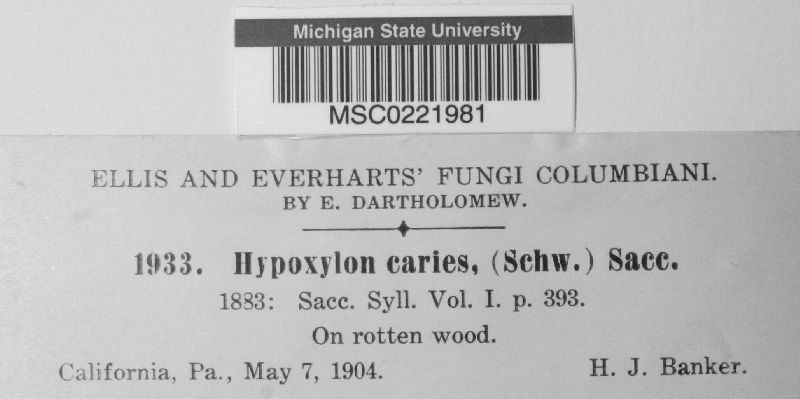 Michigan State University
MSC0221981
ELLIS AND EVERHARTS' FUNGI COLUMBIANI.
BY E. DARTHOLOMEW.
1933. Hypoxylon caries, (Schw.) Sacc.
1883: Sacc. Syll. Vol. I. p. 393.
On rotten wood.
California, Pa., May 7, 1904. H. J. Banker.